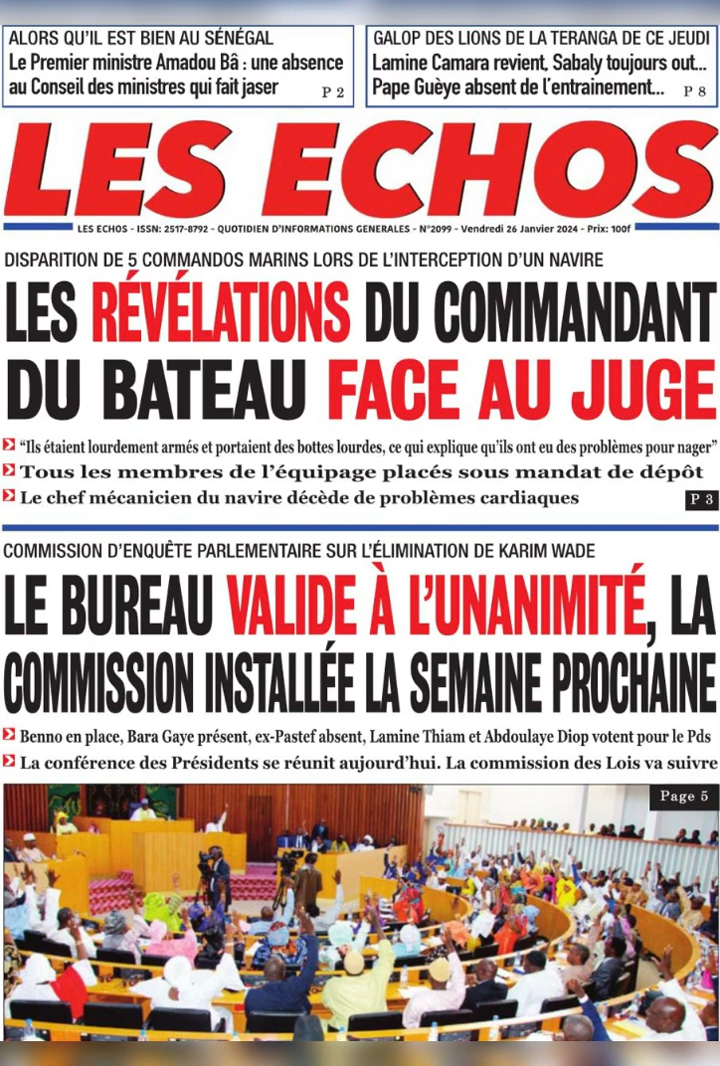 ALORS QU'IL EST BIEN AU SÉNÉGAL
Le Premier ministre Amadou Bâ : une absence
au Conseil des ministres qui fait jaser
P 2
GALOP DES LIONS DE LA TERANGA DE CE JEUDI
Lamine Camara revient, Sabaly toujours out...
Pape Guèye absent de l'entrainement...
P 8
LES ECHOS
LES ECHOS - ISSN: 2517-8792 - QUOTIDIEN D'INFORMATIONS GENERALES - N°2099 - Vendredi 26 Janvier 2024 - Prix: 100f
DISPARITION DE 5 COMMANDOS MARINS LORS DE L'INTERCEPTION D'UN NAVIRE
LES RÉVÉLATIONS DU COMMANDANT
DU BATEAU FACE AU JUGE
"Ils étaient lourdement armés et portaient des bottes lourdes, ce qui explique qu'ils ont eu des problèmes pour nager"
Tous les membres de l'équipage placés sous mandat de dépôt
Le chef mécanicien du navire décède de problèmes cardiaques
P 3
COMMISSION D'ENQUÊTE PARLEMENTAIRE SUR L'ÉLIMINATION DE KARIM WADE
LE BUREAU VALIDE À L'UNANIMITÉ, LA
COMMISSION INSTALLÉE LA SEMAINE PROCHAINE
Benno en place, Bara Gaye présent, ex-Pastef absent, Lamine Thiam et Abdoulaye Diop votent pour le Pds
La conférence des Présidents se réunit aujourd'hui. La commission des Lois va suivre
Page 5